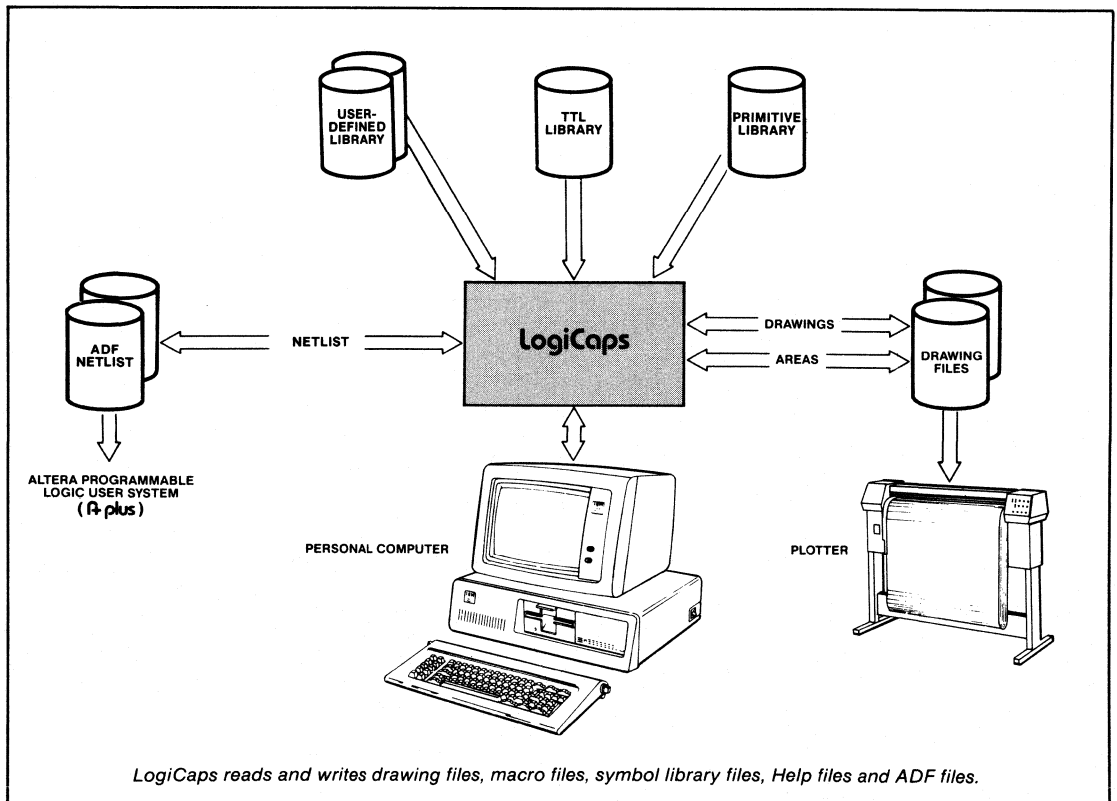 USER-
DEFINED
LIBRARY
TTL
LIBRARY
PRIMITIVE
LIBRARY
ADF
NETLIST
NETLIST
LogiCaps
DRAWINGS
AREAS
DRAWING
FILES
ALTERA PROGRAMMABLE
LOGIC USER SYSTEM
(A+plus)
PERSONAL COMPUTER
PLOTTER
LogiCaps reads and writes drawing files, macro files, symbol library files, Help files and ADF files.